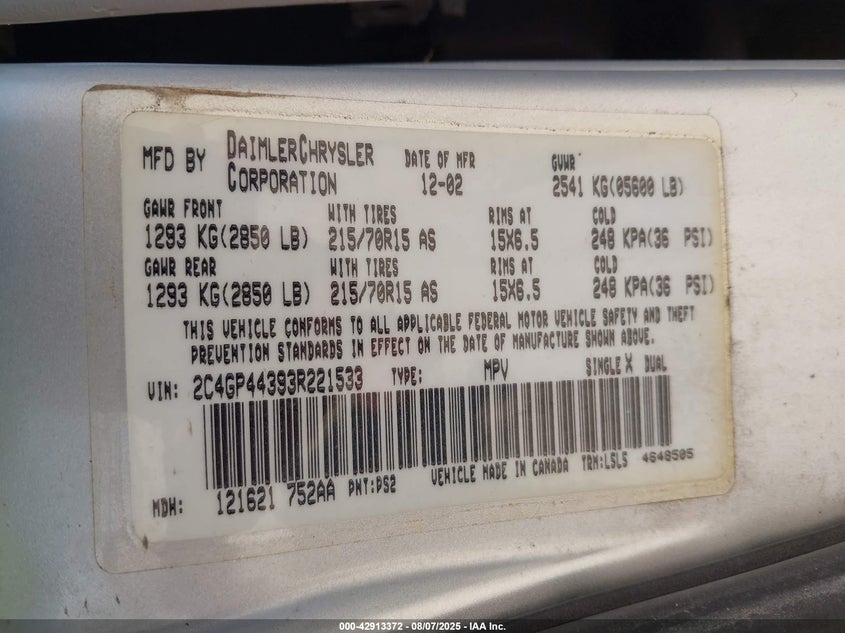 MFD BY DAIMLERCHRYSLER CORPORATION DATE OF MFR 12-02 GVWR 2541 KG(05600 LB)
GAWR FRONT WITH TIRES RIMS AT COLD
1293 KG(2850 LB) 215/70R15 AS 15X6.5 248 KPA(36 PSI)
GAWR REAR WITH TIRES RIMS AT COLD
1293 KG(2850 LB) 215/70R15 AS 15X6.5 248 KPA(36 PSI)
THIS VEHICLE CONFORMS TO ALL APPLICABLE FEDERAL MOTOR VEHICLE SAFETY AND THEFT
PREVENTION STANDARDS IN EFFECT ON THE DATE OF MANUFACTURE SHOWN ABOVE.
VIN: 2C4GP44393R221533 TYPE: MPV SINGLE X DUAL
MDH: 121621 752AA PNT:PS2 VEHICLE MADE IN CANADA TRM:LSL5 4648505
000-42913372 - 08/07/2025 - IAA Inc.